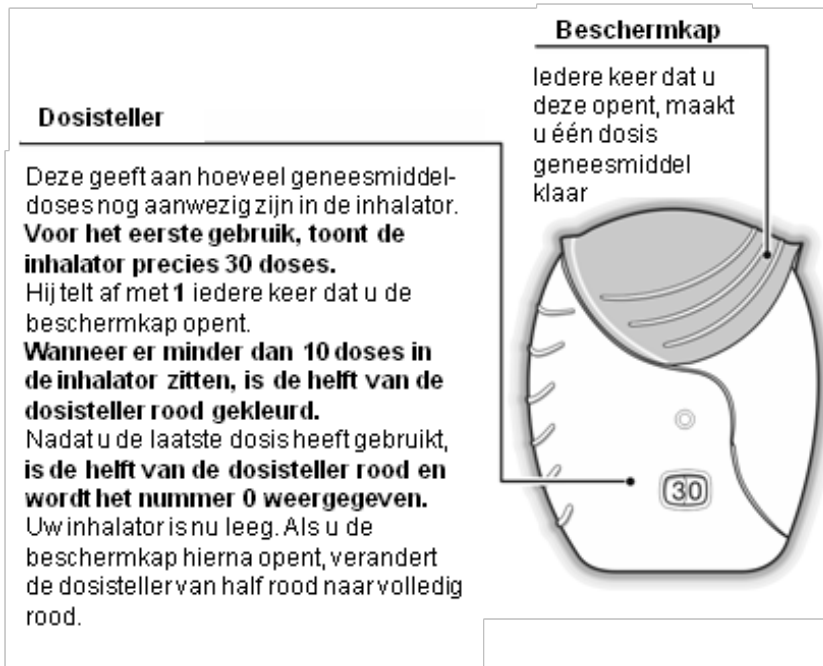 Beschermkap
Iedere keer dat u
deze opent, maakt
u één dosis
geneesmiddel
klaar
Dosisteller
Deze geeft aan hoeveel geneesmiddel-
doses nog aanwezig zijn in de inhalator.
Voor het eerste gebruik, toont de
inhalator precies 30 doses.
Hij telt af met 1 iedere keer dat u de
beschermkap opent.
Wanneer er minder dan 10 doses in
de inhalator zitten, is de helft van de
dosisteller rood gekleurd.
Nadat u de laatste dosis heeft gebruikt,
is de helft van de dosisteller rood en
wordt het nummer 0 weergegeven.
Uw inhalator is nu leeg. Als u de
beschermkap hierna opent, verandert
de dosisteller van half rood naar volledig
rood.
30